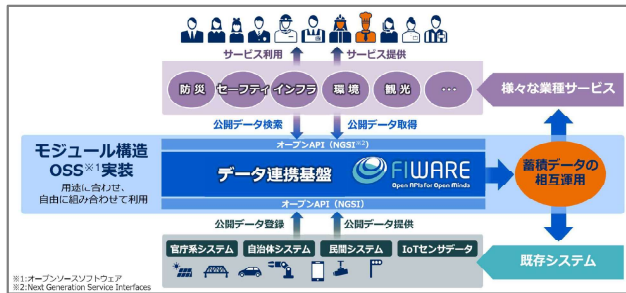 サービス利用 サービス提供
防災 セーフティ インフラ 環境 観光 …
様々な業種サービス
公開データ検索 公開データ取得
オープンAPI（NGSI※2）
モジュール構造
OSS※1実装
用途に合わせ、
自由に組み合わせて利用
データ連携基盤
FIWARE
Open APIs for Open Minds
蓄積データの
相互運用
オープンAPI（NGSI）
公開データ登録 公開データ提供
官庁系システム 自治体システム 民間システム IoTセンサデータ
既存システム
※1:オープンソースソフトウェア
※2:Next Generation Service Interfaces